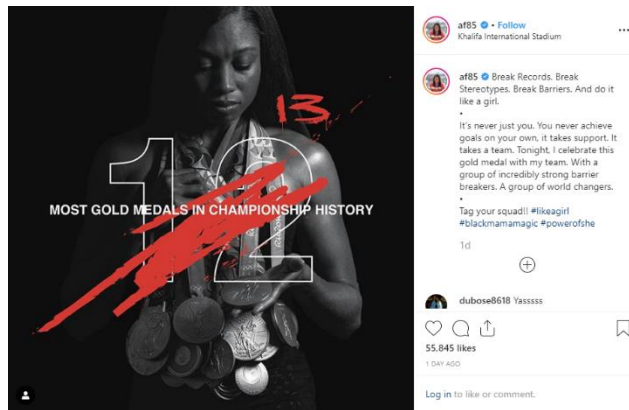 13
12
MOST GOLD MEDALS IN CHAMPIONSHIP HISTORY
af85 • Follow
Khalifa International Stadium
af85 Break Records. Break
Stereotypes. Break Barriers. And do it
like a girl.
•
It's never just you. You never achieve
goals on your own, it takes support. It
takes a team. Tonight, I celebrate this
gold medal with my team. With a
group of incredibly strong barrier
breakers. A group of world changers.
•
Tag your squad!! #likeagirl
#blackmamamagic #powerofshe
1d
dubose8618 Yasssss
55,845 likes
1 DAY AGO
Log in to like or comment.